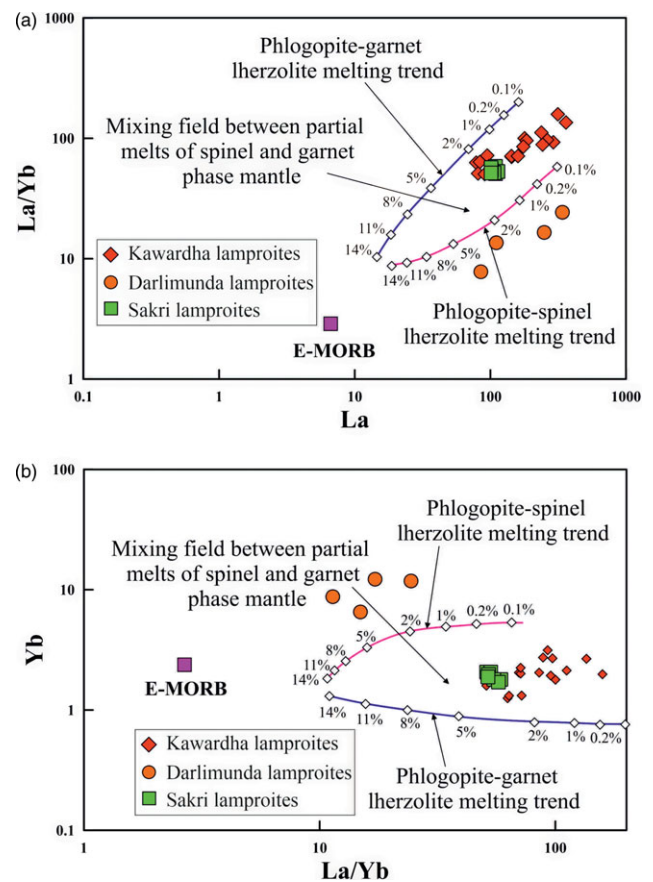 (a)
1000
100
10
1
La/Yb
Phlogopite-garnet
lherzolite melting trend
Mixing field between partial
melts of spinel and garnet
phase mantle
0.1%
0.2%
1%
2%
5%
8%
11%
14%
0.1%
0.2%
1%
2%
5%
8%
11%
14%
Kawardha lamproites
Darlimunda lamproites
Sakri lamproites
Phlogopite-spinel
lherzolite melting trend
E-MORB
0.1
1
10
100
1000
La
(b)
100
10
1
0.1
Yb
Phlogopite-spinel
lherzolite melting trend
Mixing field between partial
melts of spinel and garnet
phase mantle
2%
1%
0.2%
0.1%
5%
8%
11%
14%
E-MORB
14%
11%
8%
5%
2%
1%
0.2%
Kawardha lamproites
Darlimunda lamproites
Sakri lamproites
Phlogopite-garnet
lherzolite melting trend
1
10
100
La/Yb